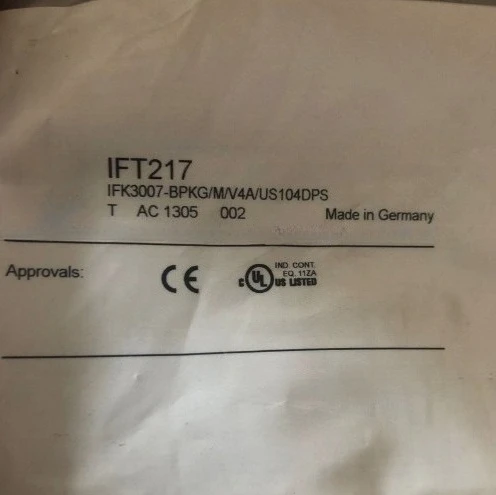 IFT217
IFK3007-BPKG/M/V4A/US104DPS
T AC 1305 002 Made in Germany
Approvals: CE C UL US LISTED
IND. CONT.
EQ. 11ZA